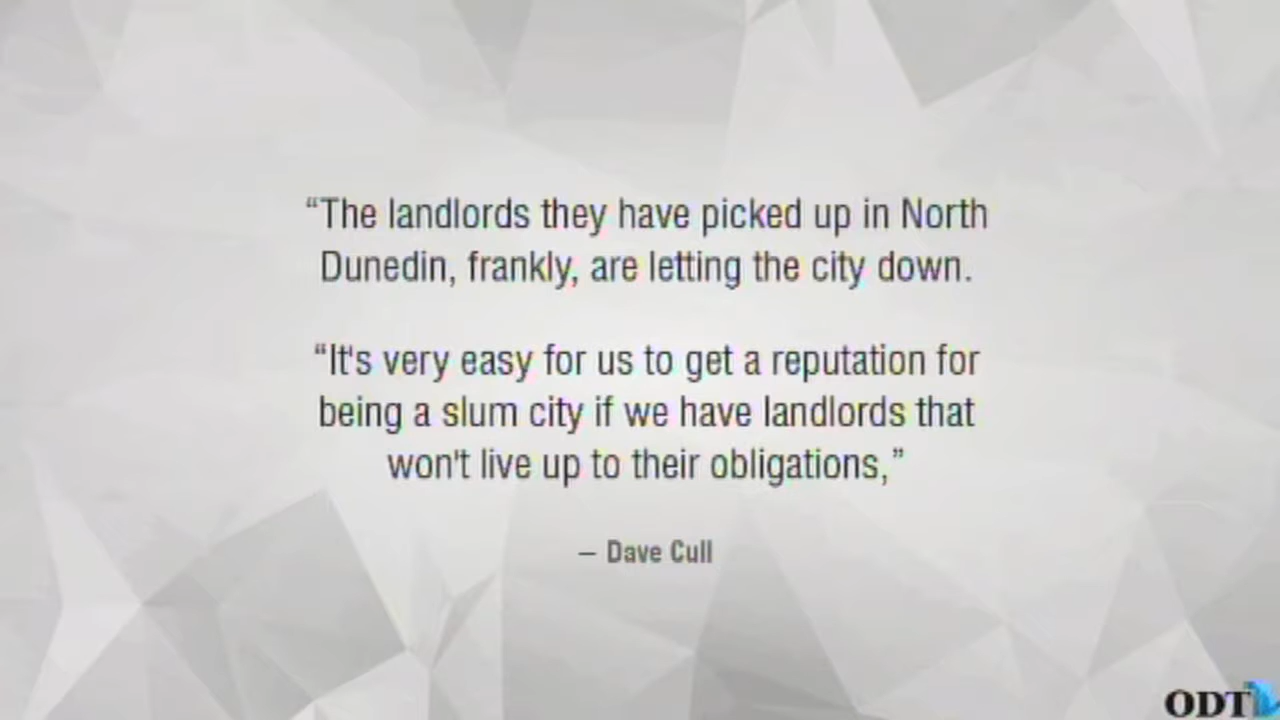 “The landlords they have picked up in North
Dunedin, frankly, are letting the city down.
“It's very easy for us to get a reputation for
being a slum city if we have landlords that
won't live up to their obligations,”
– Dave Cull
ODT